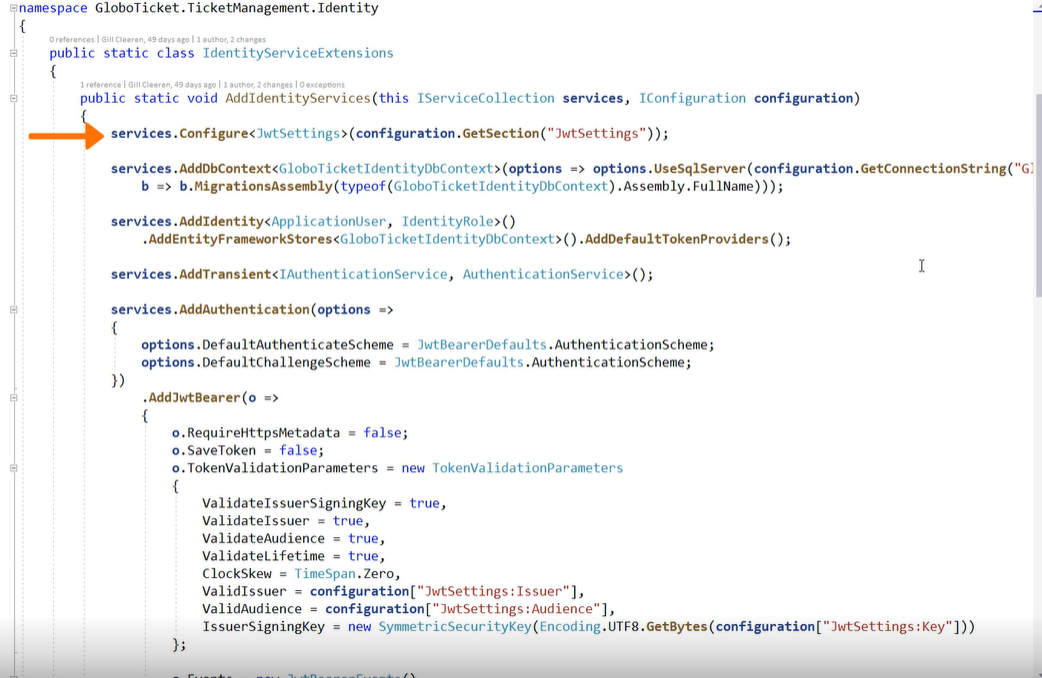 namespace GloboTicket.TicketManagement.Identity
{
0 references | Gill Cleeren, 49 days ago | 1 author, 2 changes
public static class IdentityServiceExtensions
{
1 reference | Gill Cleeren, 49 days ago | 1 author, 2 changes | 0 exceptions
public static void AddIdentityServices(this IServiceCollection services, IConfiguration configuration)
{
services.Configure<JwtSettings>(configuration.GetSection("JwtSettings"));
services.AddDbContext<GloboTicketIdentityDbContext>(options => options.UseSqlServer(configuration.GetConnectionString("Gl
b => b.MigrationsAssembly(typeof(GloboTicketIdentityDbContext).Assembly.FullName)));
services.AddIdentity<ApplicationUser, IdentityRole>()
.AddEntityFrameworkStores<GloboTicketIdentityDbContext>().AddDefaultTokenProviders();
services.AddTransient<IAuthenticationService, AuthenticationService>();
services.AddAuthentication(options =>
{
options.DefaultAuthenticateScheme = JwtBearerDefaults.AuthenticationScheme;
options.DefaultChallengeScheme = JwtBearerDefaults.AuthenticationScheme;
})
.AddJwtBearer(o =>
{
o.RequireHttpsMetadata = false;
o.SaveToken = false;
o.TokenValidationParameters = new TokenValidationParameters
{
ValidateIssuerSigningKey = true,
ValidateIssuer = true,
ValidateAudience = true,
ValidateLifetime = true,
ClockSkew = TimeSpan.Zero,
ValidIssuer = configuration["JwtSettings:Issuer"],
ValidAudience = configuration["JwtSettings:Audience"],
IssuerSigningKey = new SymmetricSecurityKey(Encoding.UTF8.GetBytes(configuration["JwtSettings:Key"]))
};
o.Events = new JwtBearerEvents()